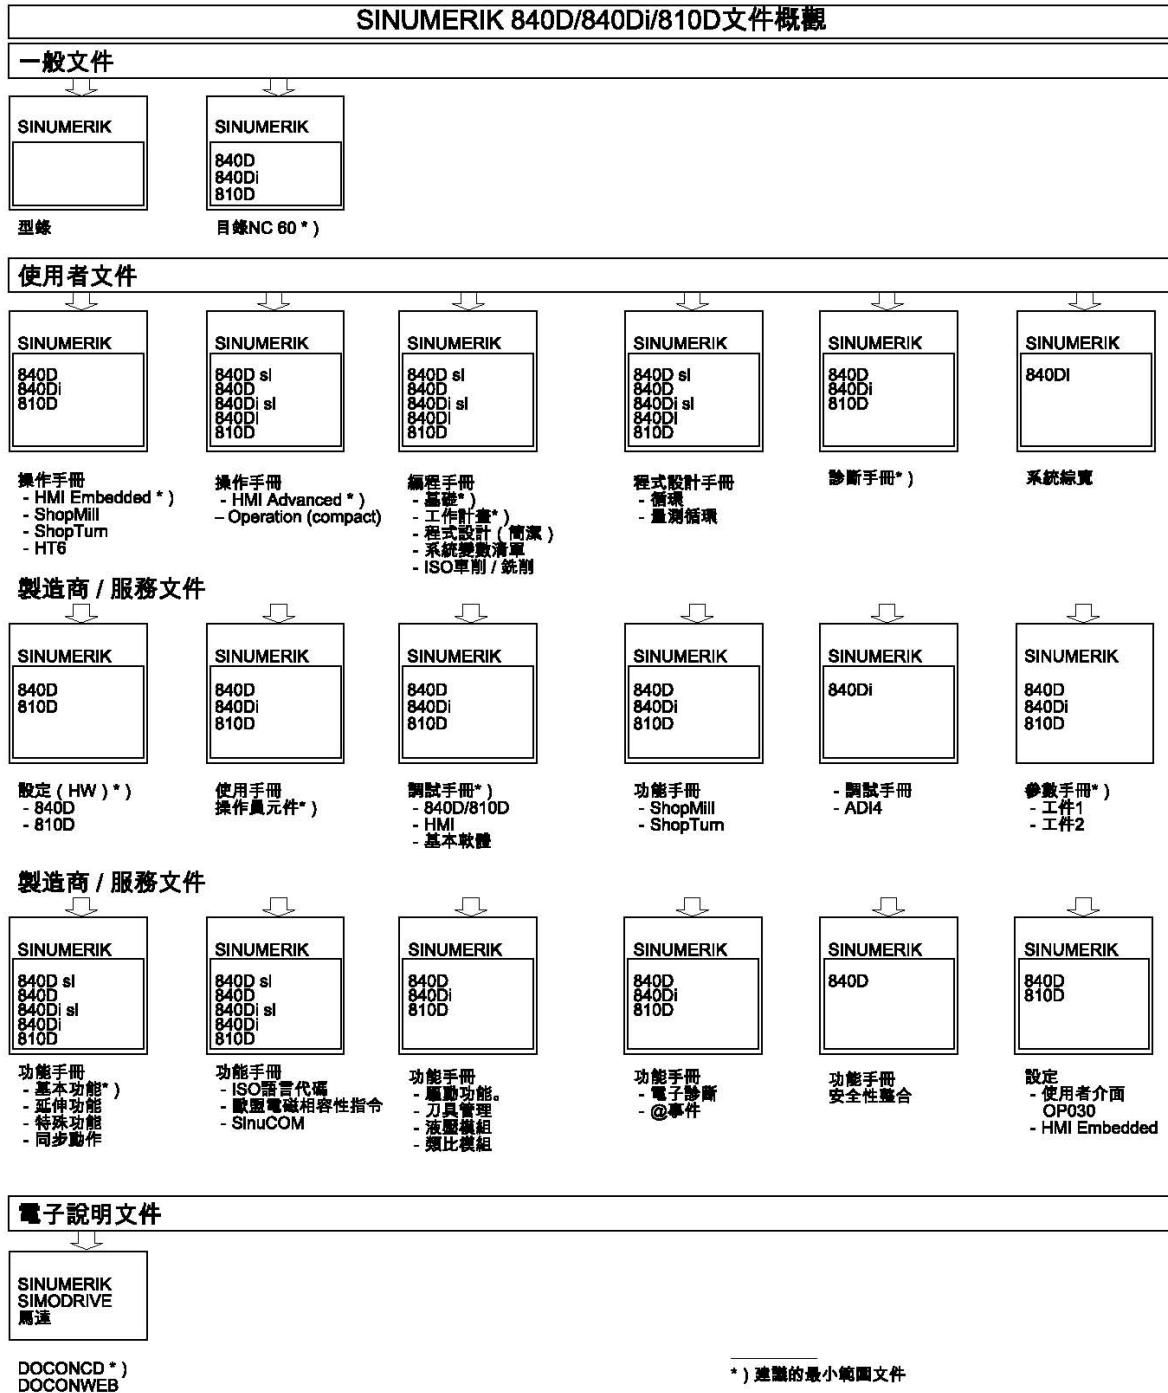 SINUMERIK 840D/840Di/810D文件概觀
一般文件
SINUMERIK
型錄
SINUMERIK
840D
840Di
810D
目錄NC 60 * )
使用者文件
SINUMERIK
840D
840Di
810D
操作手冊
- HMI Embedded * )
- ShopMill
- ShopTurn
- HT6
SINUMERIK
840D sl
840D
840Di sl
840Di
810D
操作手冊
- HMI Advanced * )
– Operation (compact)
SINUMERIK
840D sl
840D
840Di sl
840Di
810D
編程手冊
- 基礎* )
- 工作計畫* )
- 程式設計 ( 簡潔 )
- 系統變數清單
- ISO車削 / 銑削
SINUMERIK
840D sl
840D
840Di sl
840Di
810D
程式設計手冊
- 循環
- 量測循環
SINUMERIK
840D
840Di
810D
診斷手冊* )
SINUMERIK
840Di
系統綜覽
製造商 / 服務文件
SINUMERIK
840D
810D
設定 ( HW ) * )
- 840D
- 810D
SINUMERIK
840D
840Di
810D
使用手冊
操作員元件* )
SINUMERIK
840D
840Di
810D
調試手冊* )
- 840D/810D
- HMI
- 基本軟體
SINUMERIK
840D
840Di
810D
功能手冊
- ShopMill
- ShopTurn
SINUMERIK
840Di
- 調試手冊
- ADI4
SINUMERIK
840D
840Di
810D
參數手冊* )
- 工件1
- 工件2
製造商 / 服務文件
SINUMERIK
840D sl
840D
840Di sl
840Di
810D
功能手冊
- 基本功能* )
- 延伸功能
- 特殊功能
- 同步動作
SINUMERIK
840D sl
840D
840Di sl
840Di
810D
功能手冊
- ISO語言代碼
- 歐盟電磁相容性指令
- SinuCOM
SINUMERIK
840D
840Di
810D
功能手冊
- 驅動功能。
- 刀具管理
- 液壓模組
- 類比模組
SINUMERIK
840D
840Di
810D
功能手冊
- 電子診斷
- @事件
SINUMERIK
840D
功能手冊
安全性整合
SINUMERIK
840D
810D
設定
- 使用者介面
OP030
- HMI Embedded
電子說明文件
SINUMERIK
SIMODRIVE
馬達
DOCONCD * )
DOCONWEB
* ) 建議的最小範圍文件